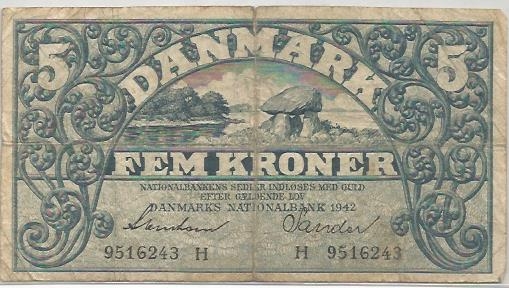 5 DANMARK 5
FEM KRONER
NATIONALBANKENS SEDLER INDLØSES MED GULD
EFTER GÆLDENDE LOV
DANMARKS NATIONALBANK 1942
9516243 H H 9516243